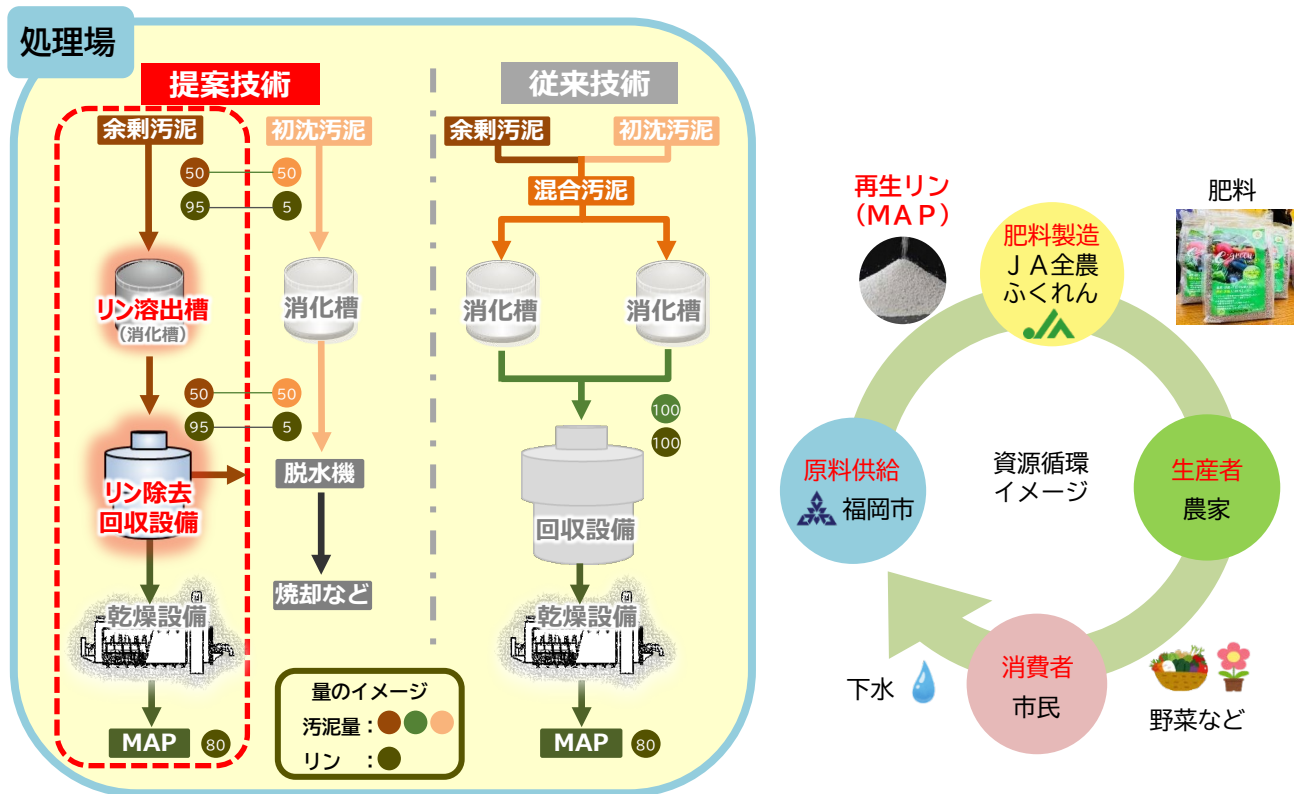 処理場
提案技術
余剰汚泥
初沈汚泥
50
50
95
5
リン溶出槽
(消化槽)
消化槽
50
50
95
5
リン除去
回収設備
脱水機
焼却など
乾燥設備
MAP
80
従来技術
余剰汚泥
初沈汚泥
混合汚泥
消化槽
消化槽
100
100
回収設備
乾燥設備
MAP
80
量のイメージ
汚泥量：
リン　：
再生リン
（MAP）
肥料製造
ＪＡ全農
ふくれん
肥料
原料供給
福岡市
資源循環
イメージ
生産者
農家
消費者
市民
下水
野菜など